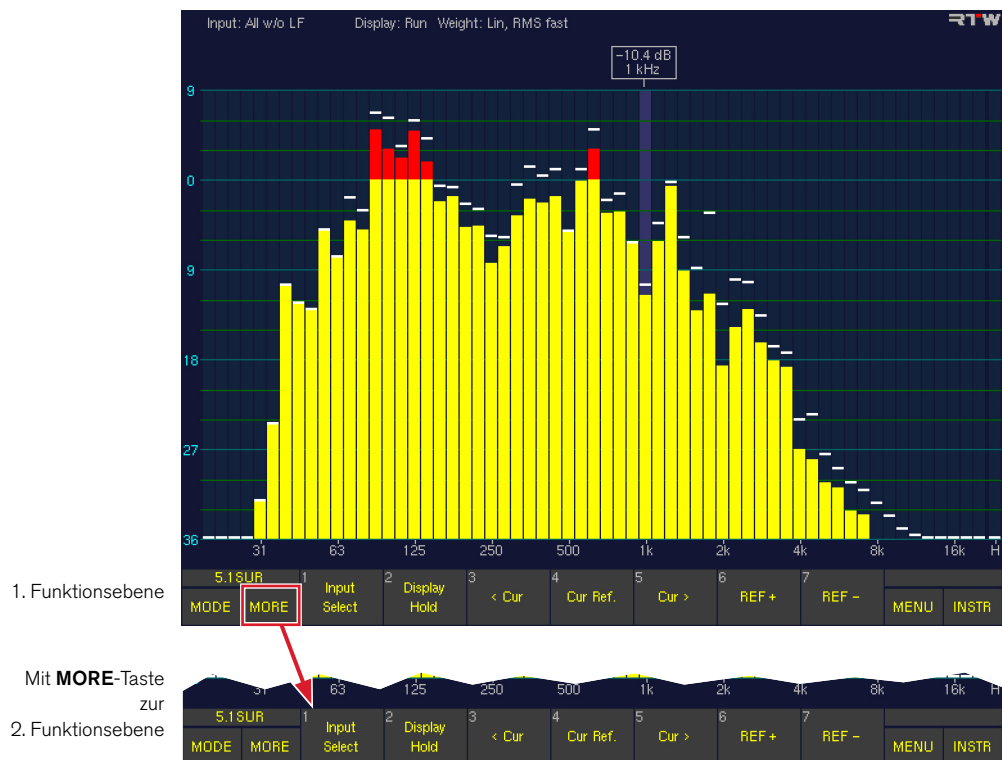 Input: All w/o LF Display: Run Weight: Lin, RMS fast RTW
−10.4 dB
1 kHz
9
0
9
18
27
36
31 63 125 250 500 1k 2k 4k 8k 16k H
1. Funktionsebene
5.1SUR
MODE MORE
1 Input Select
2 Display Hold
3 < Cur
4 Cur Ref.
5 Cur >
6 REF +
7 REF −
MENU INSTR
Mit MORE-Taste
zur
2. Funktionsebene
31 63 125 250 500 1k 2k 4k 8k 16k H
5.1SUR
MODE MORE
1 Input Select
2 Display Hold
3 < Cur
4 Cur Ref.
5 Cur >
6 REF +
7 REF −
MENU INSTR